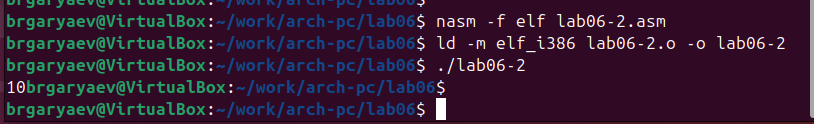 brgaryaev@VirtualBox:~/work/arch-pc/lab06$ nasm -f elf lab06-2.asm
brgaryaev@VirtualBox:~/work/arch-pc/lab06$ ld -m elf_i386 lab06-2.o -o lab06-2
brgaryaev@VirtualBox:~/work/arch-pc/lab06$ ./lab06-2
10brgaryaev@VirtualBox:~/work/arch-pc/lab06$
brgaryaev@VirtualBox:~/work/arch-pc/lab06$